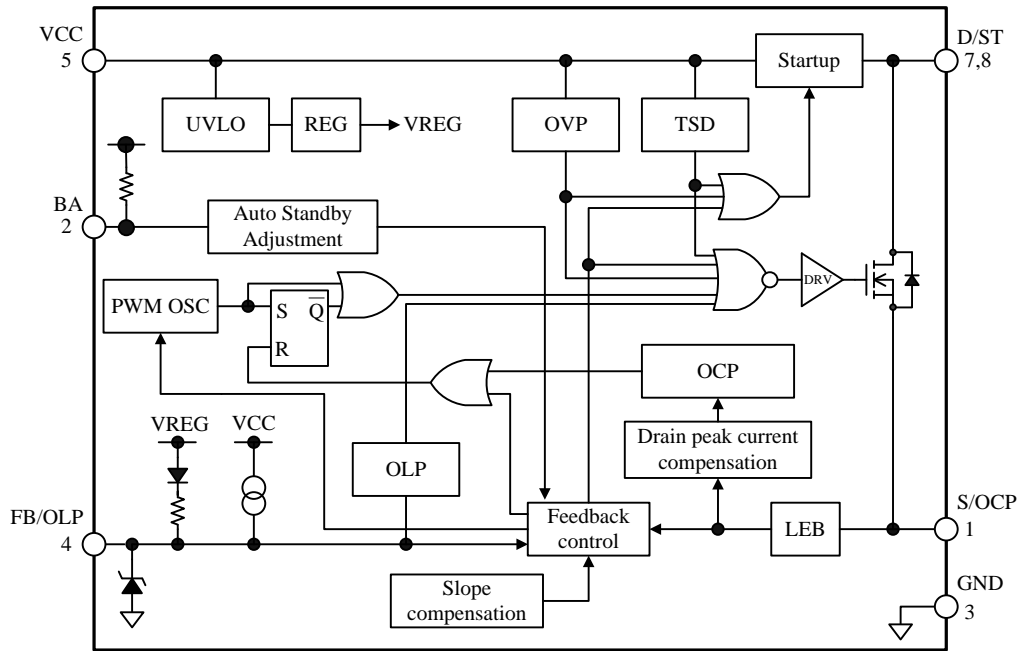 VCC
5
D/ST
7,8
Startup
UVLO
REG
VREG
OVP
TSD
BA
2
Auto Standby
Adjustment
DRV
PWM OSC
S
Q̅
R
OCP
VREG
VCC
OLP
Drain peak current
compensation
FB/OLP
4
Feedback
control
LEB
S/OCP
1
Slope
compensation
GND
3